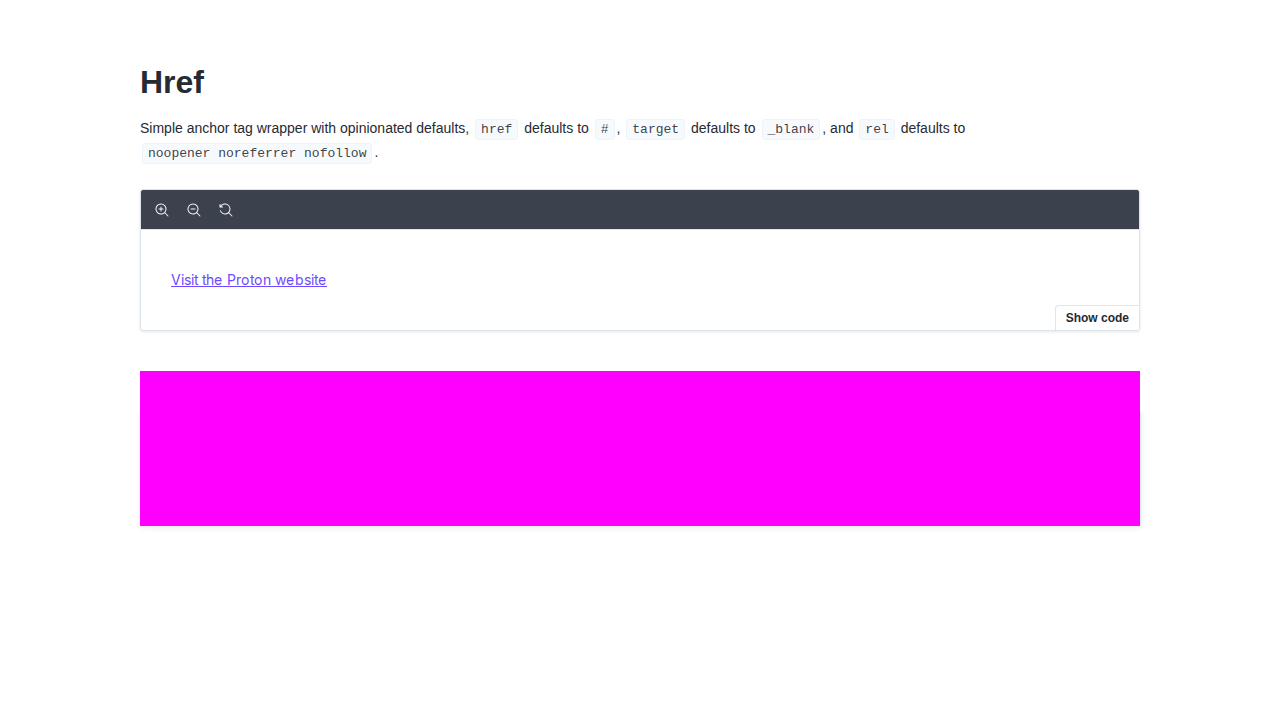 Href
Simple anchor tag wrapper with opinionated defaults, href defaults to #, target defaults to _blank, and rel defaults to
noopener noreferrer nofollow.
Visit the Proton website
Show code